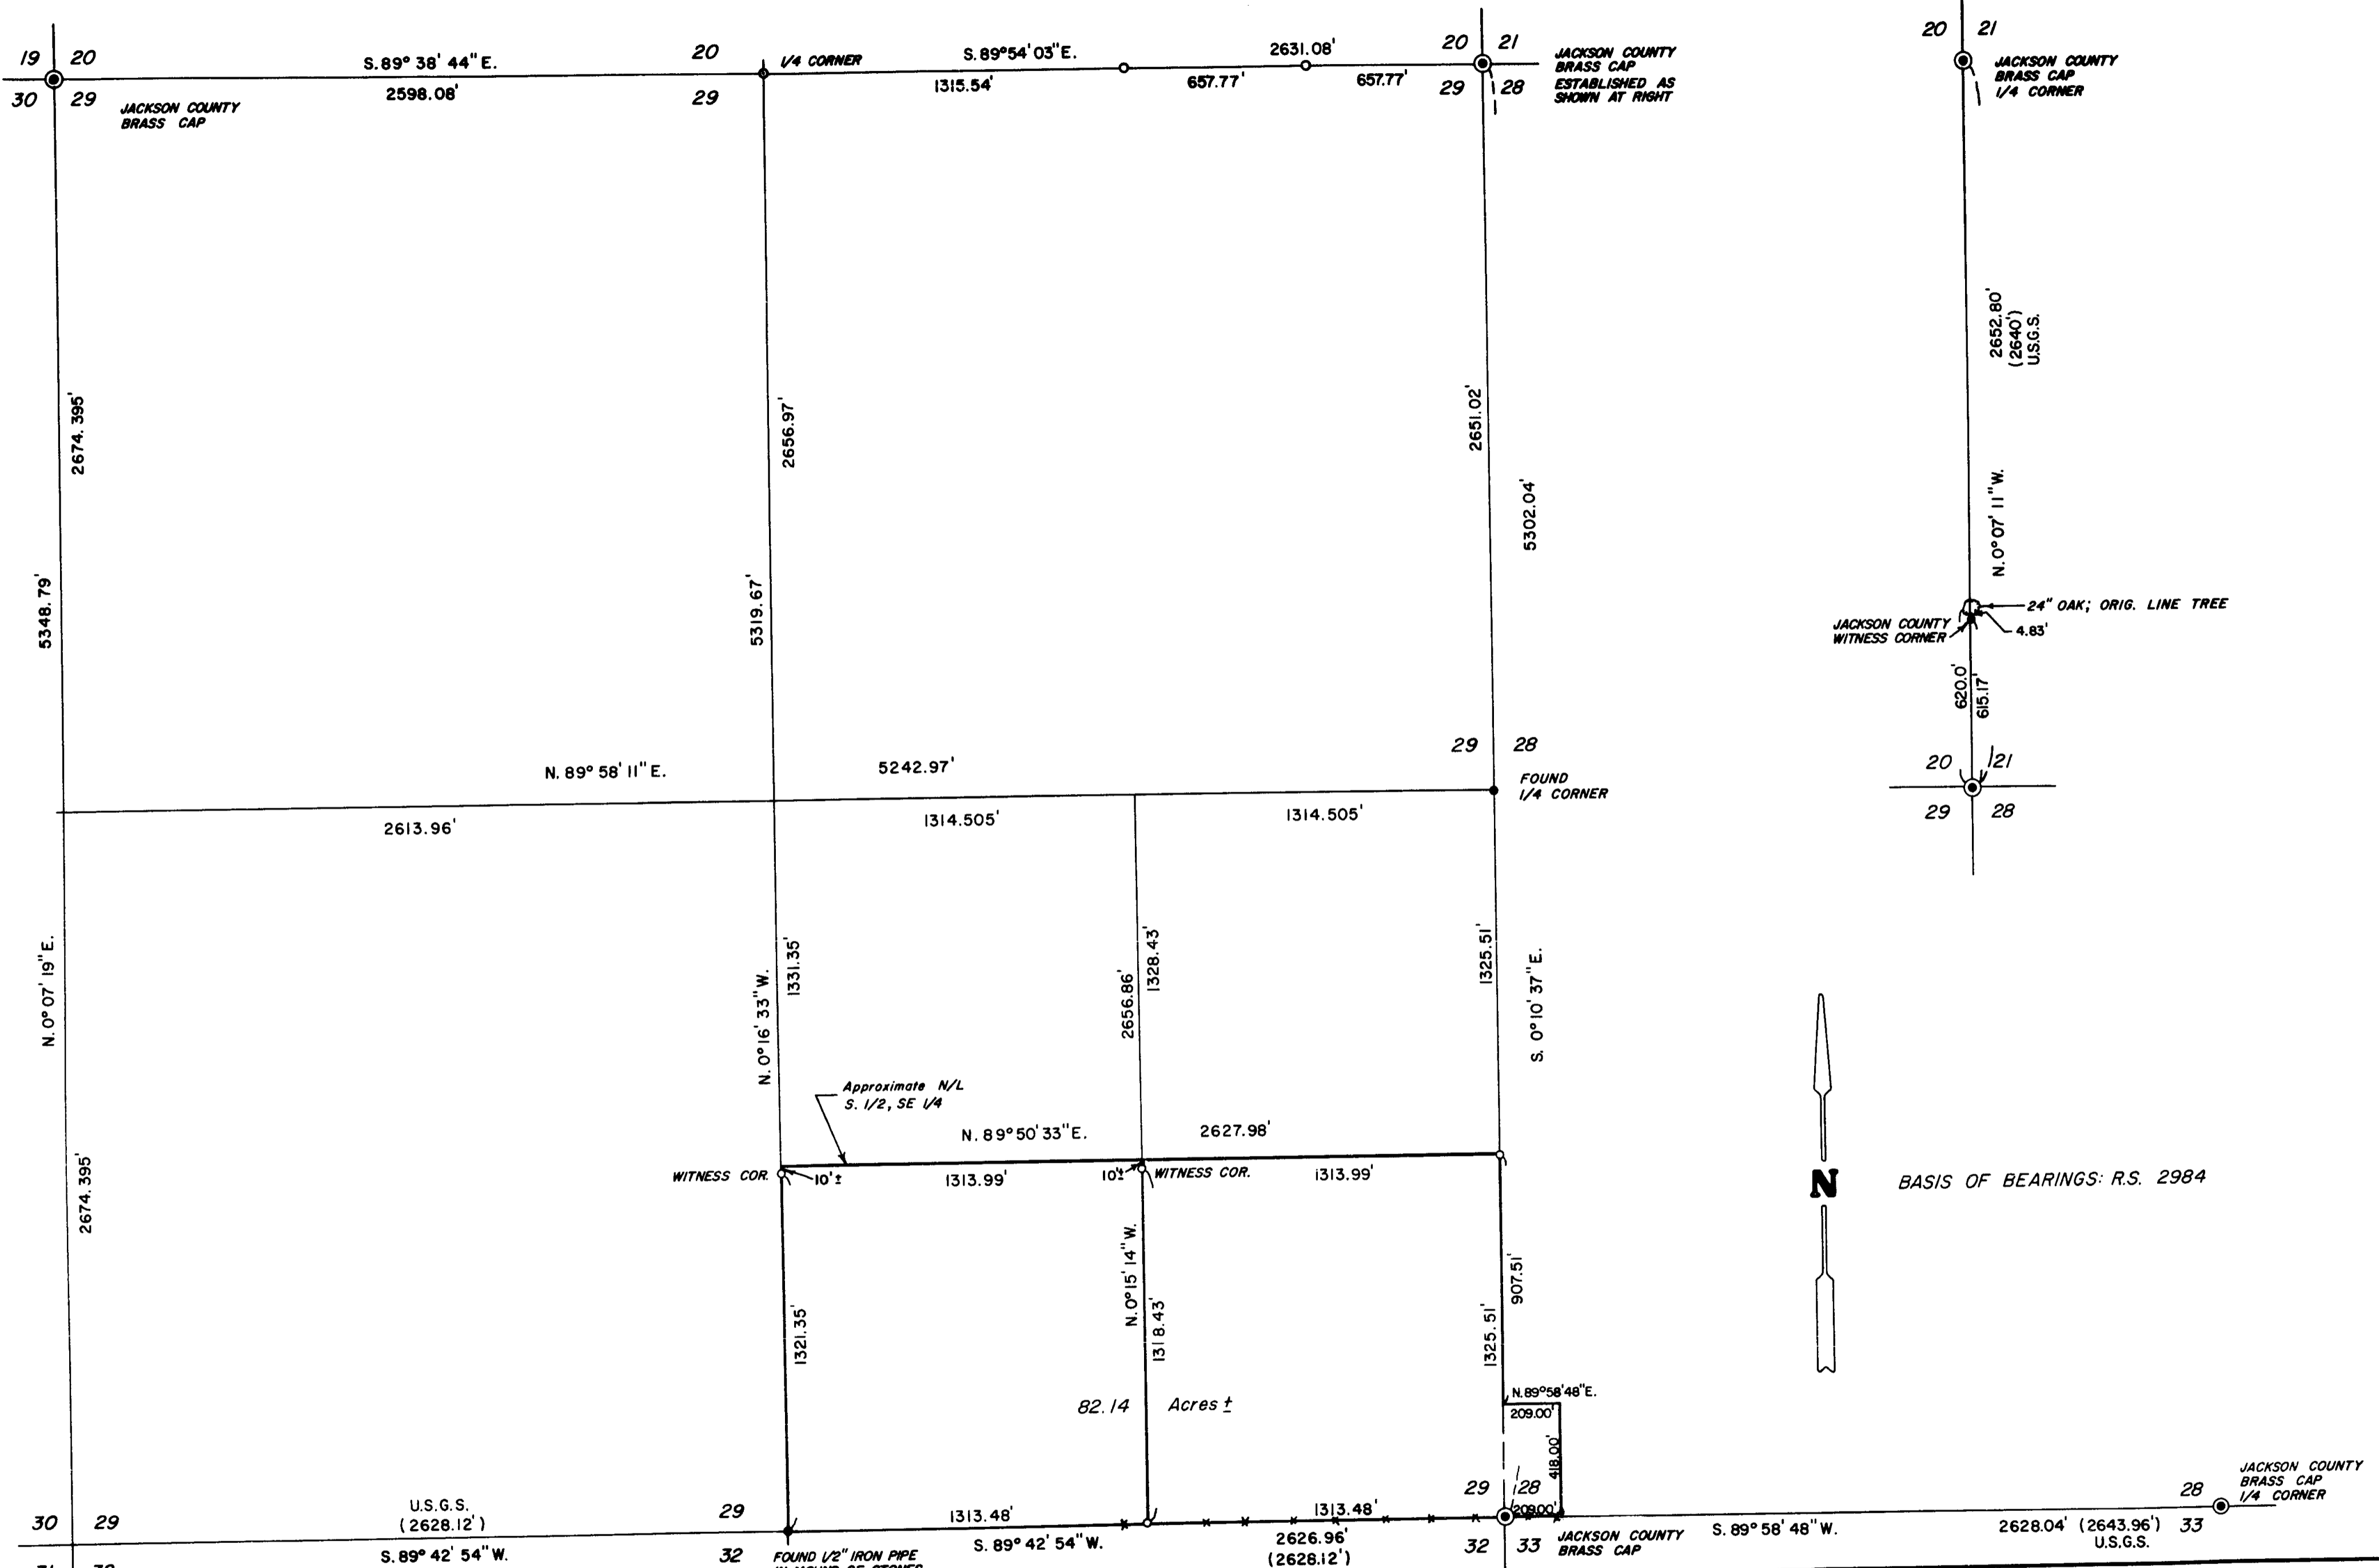 19 20
30 29
JACKSON COUNTY
BRASS CAP
S. 89° 38' 44" E.
2598.08'
20
29
1/4 CORNER
S. 89° 54' 03" E.
2631.08'
1315.54'
657.77'
657.77'
20 21
29 28
JACKSON COUNTY
BRASS CAP
ESTABLISHED AS
SHOWN AT RIGHT
20 21
JACKSON COUNTY
BRASS CAP
1/4 CORNER
2652.80'
(2640')
U.S.G.S.
N. 0° 07' 11" W.
24" OAK; ORIG. LINE TREE
4.83'
JACKSON COUNTY
WITNESS CORNER
620.0'
615.17'
20 21
29 28
2674.395'
5348.79'
2656.97'
5319.67'
2651.02'
5302.04'
29 28
FOUND
1/4 CORNER
N. 89° 58' 11" E.
5242.97'
2613.96'
1314.505'
1314.505'
N. 0° 07' 19" E.
2674.395'
N. 0° 16' 33" W.
1331.35'
2656.86'
1328.43'
1325.51'
S. 0° 10' 37" E.
Approximate N/L
S. 1/2, SE 1/4
N. 89° 50' 33" E.
2627.98'
WITNESS COR.
10'±
1313.99'
10'±
WITNESS COR.
1313.99'
N
BASIS OF BEARINGS: R.S. 2984
1321.35'
N. 0° 15' 14" W.
1318.43'
907.51'
1325.51'
82.14 Acres ±
N. 89° 58' 48" E.
209.00'
418.00'
209.00'
29 28
30 29
U.S.G.S.
(2628.12')
S. 89° 42' 54" W.
29
32
FOUND 1/2" IRON PIPE
IN MOUND OF STONES
1313.48'
S. 89° 42' 54" W.
1313.48'
2626.96'
(2628.12')
32 33
JACKSON COUNTY
BRASS CAP
S. 89° 58' 48" W.
2628.04' (2643.96')
U.S.G.S.
28
33
JACKSON COUNTY
BRASS CAP
1/4 CORNER